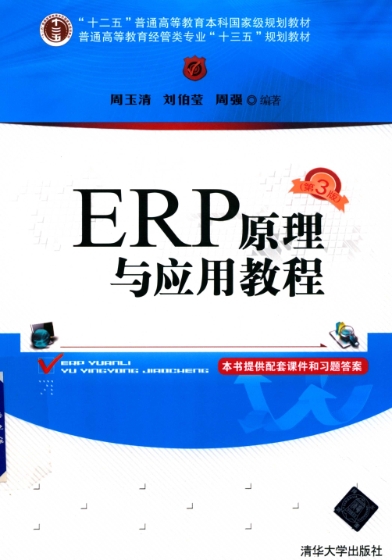 “十二五”普通高等教育本科国家级规划教材
普通高等教育经管类专业“十三五”规划教材
周玉清 刘伯莹 周强 ◎ 编著
ERP原理
第3版
与应用教程
ERP YUANLI
YU YINGYONG JIAOCHENG
本书提供配套课件和习题答案
清华大学出版社